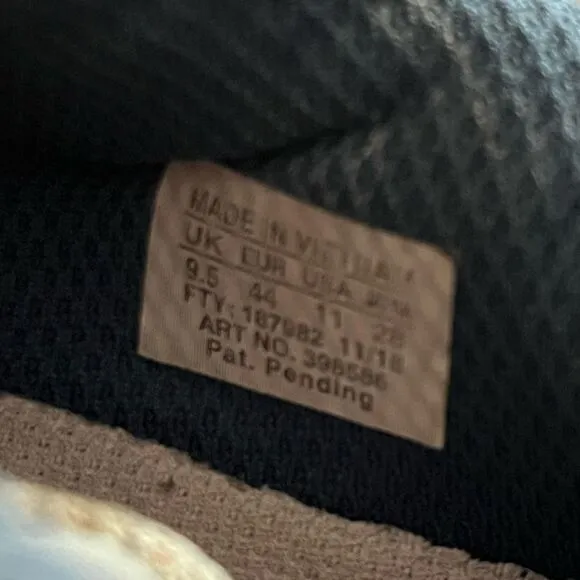 MADE IN VIETNAM
UK EUR USA
9.5 44 11 28
FTY: 187982 11/18
ART NO. 398586
Pat. Pending